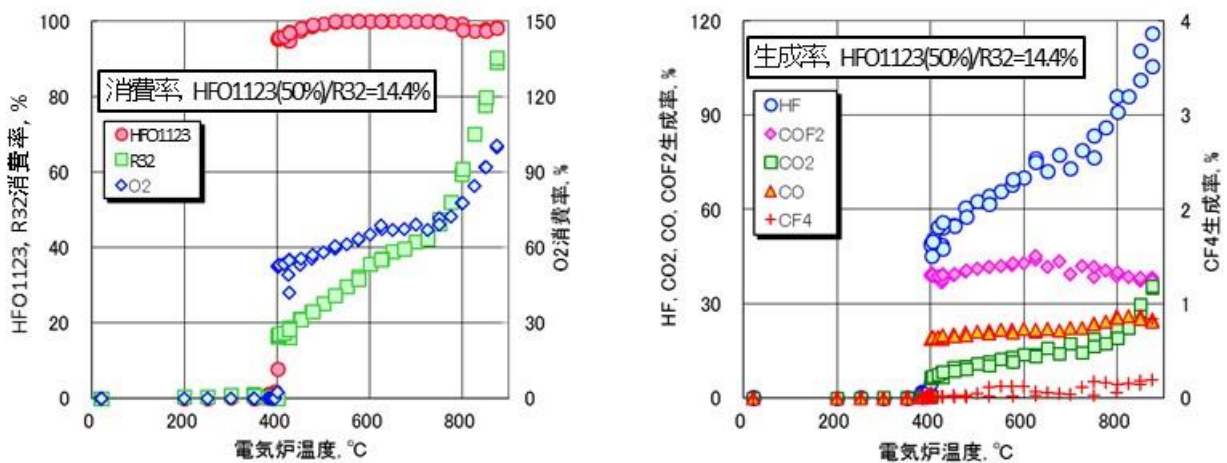 消費率, HFO1123(50%)/R32=14.4%
HFO1123
R32
O2
HFO1123, R32消費率, %
100
80
60
40
20
0
150
120
90
60
30
0
O2消費率, %
0
200
400
600
800
電気炉温度, ℃
生成率, HFO1123(50%)/R32=14.4%
HF
COF2
CO2
CO
CF4
HF, CO2, CO, COF2生成率, %
120
90
60
30
0
4
3
2
1
0
CF4生成率, %
0
200
400
600
800
電気炉温度, ℃